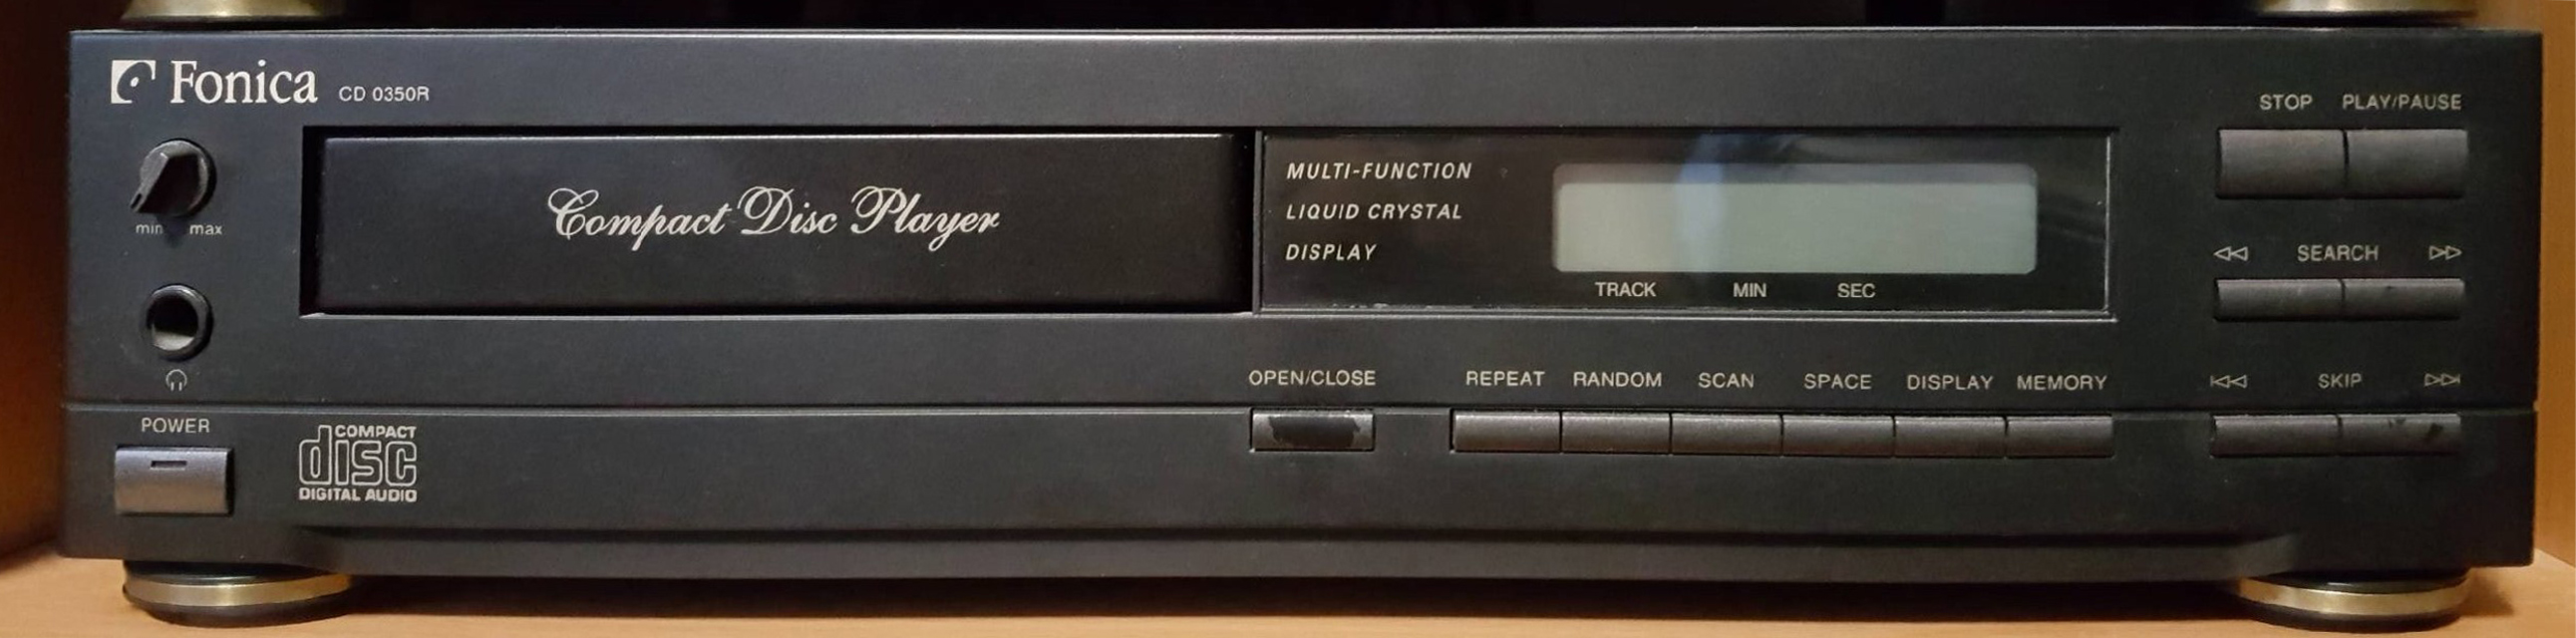 Fonica CD 0350R
min max
POWER
COMPACT
disc
DIGITAL AUDIO
Compact Disc Player
MULTI-FUNCTION
LIQUID CRYSTAL
DISPLAY
TRACK MIN SEC
OPEN/CLOSE REPEAT RANDOM SCAN SPACE DISPLAY MEMORY
STOP PLAY/PAUSE
SEARCH
SKIP